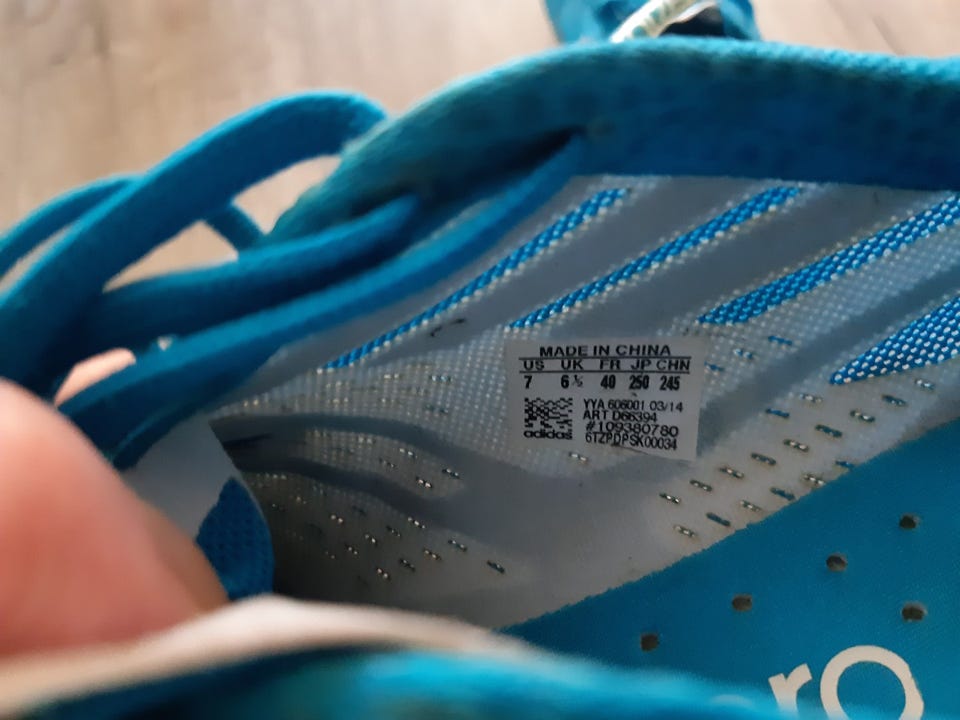 MADE IN CHINA
US UK FR JP CHN
7 6½ 40 250 245
YYA 606001 03/14
ART D66394
#109380780
adidas 6TZPDPSK00034
ro